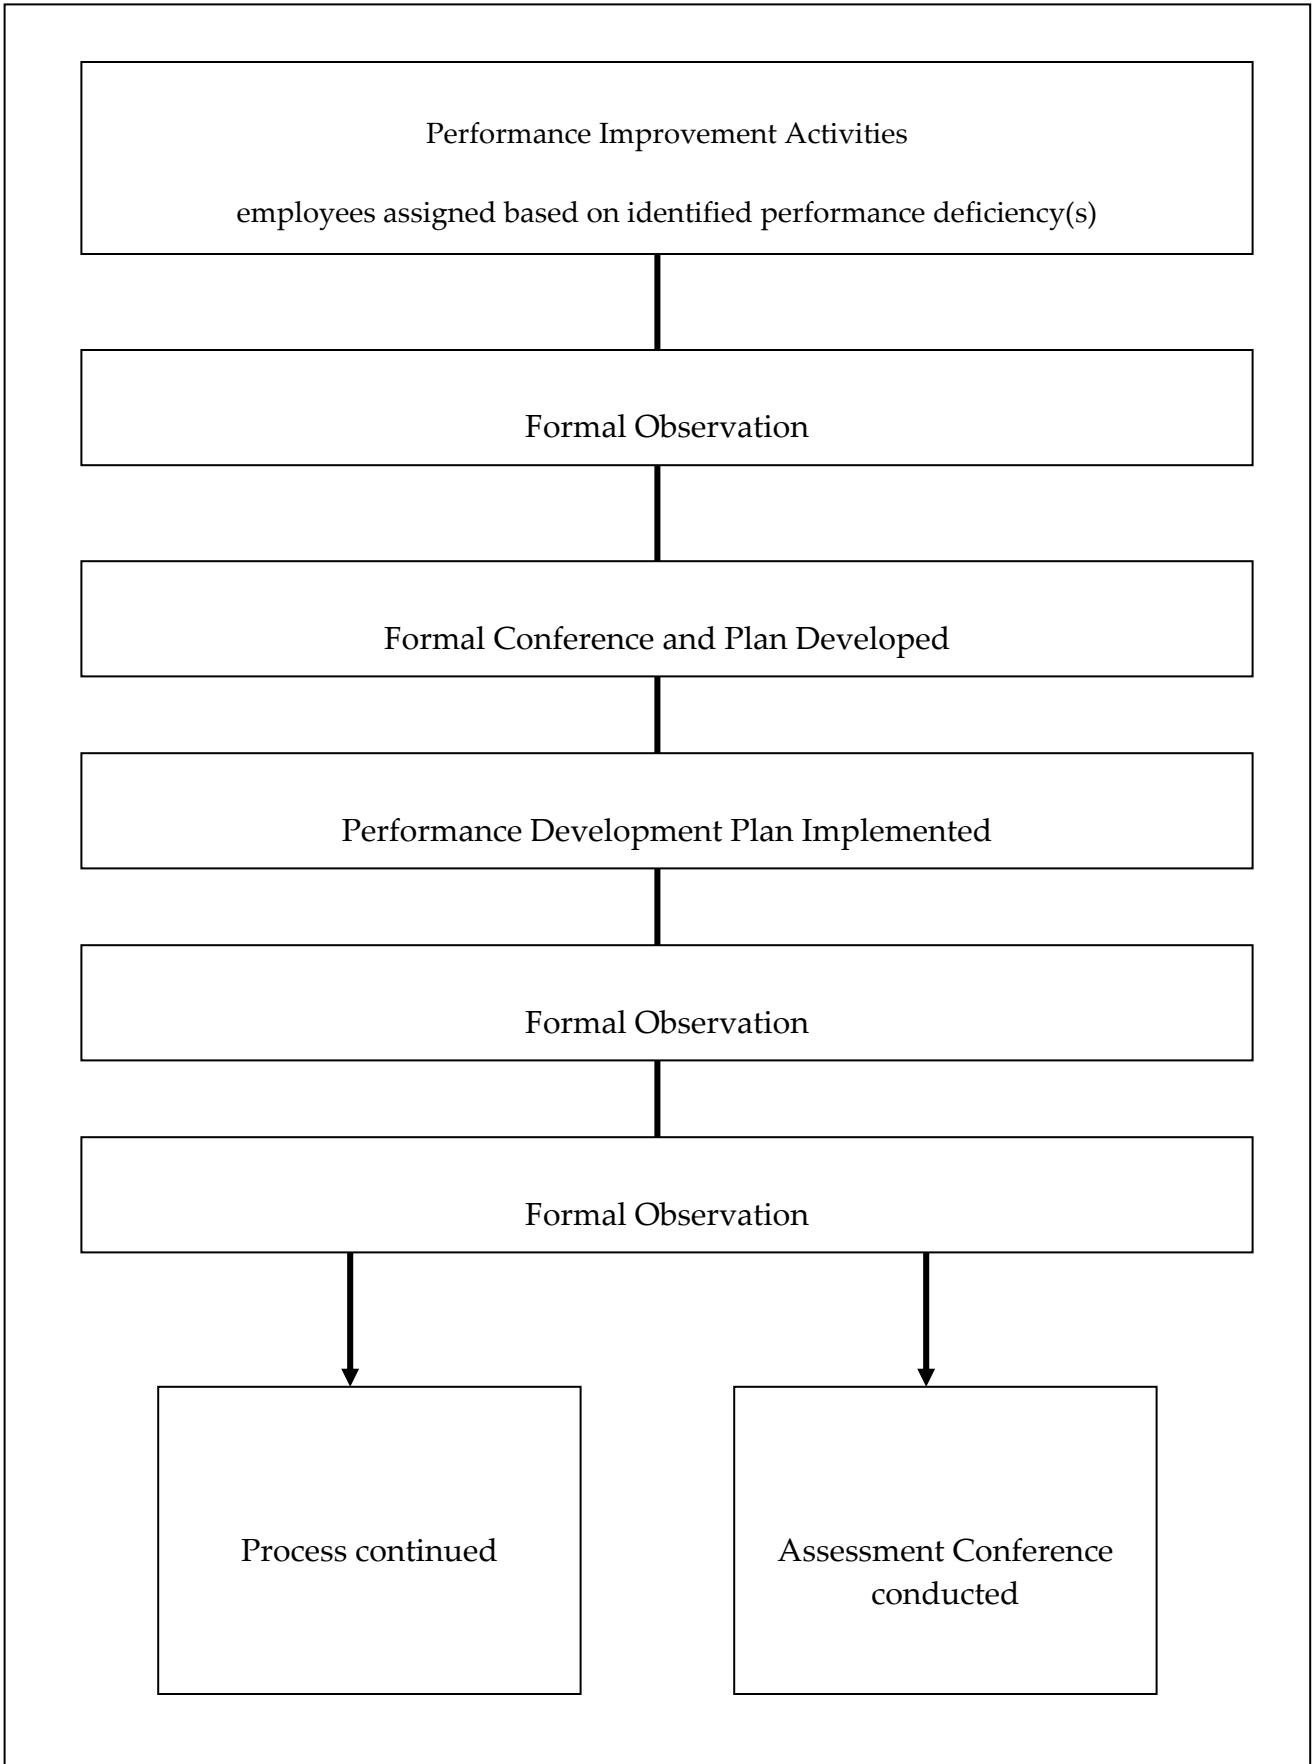 Performance Improvement Activities
employees assigned based on identified performance deficiency(s)
Formal Observation
Formal Conference and Plan Developed
Performance Development Plan Implemented
Formal Observation
Formal Observation
Process continued
Assessment Conference
conducted